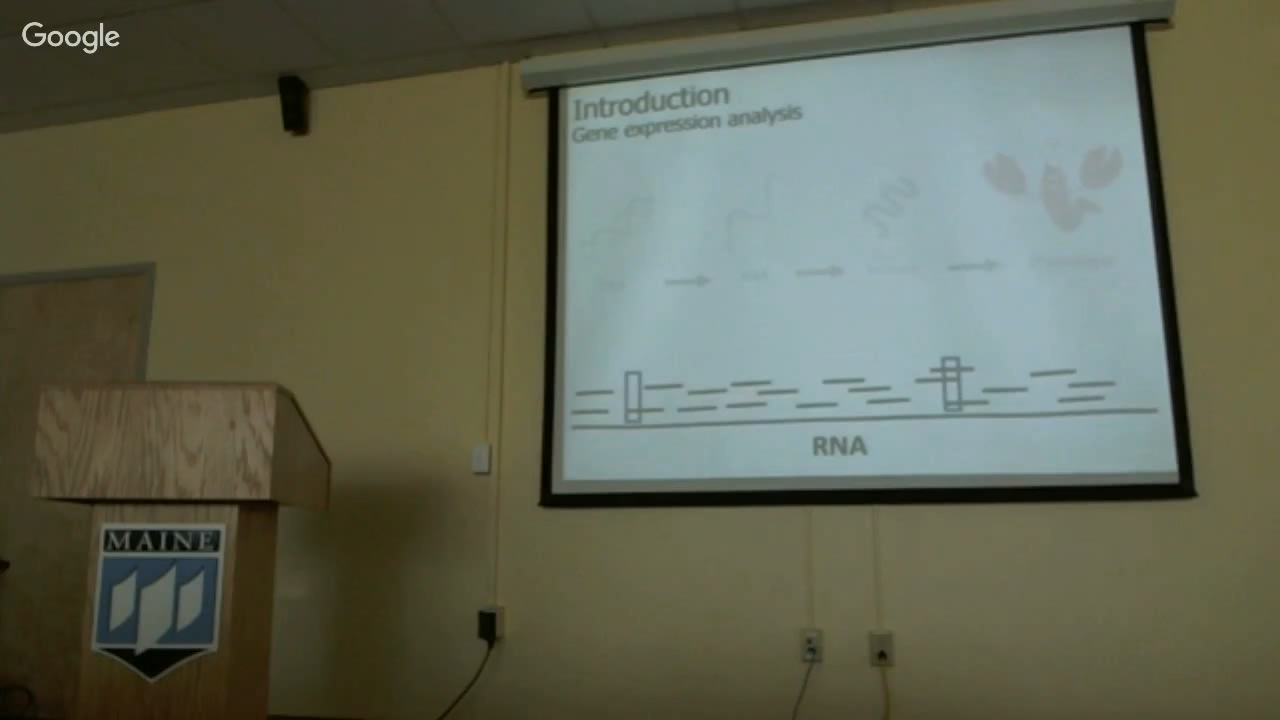 Google
Introduction
Gene expression analysis
RNA
MAINE